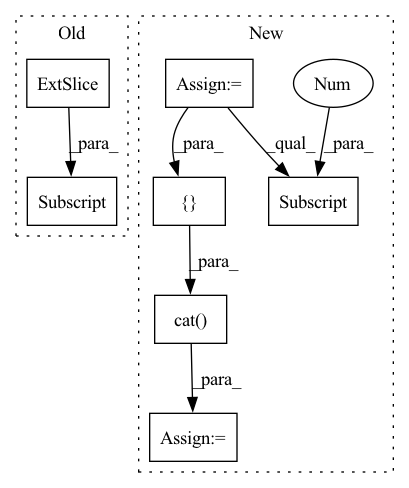 Old
New
ExtSlice
Assign:=
Num
_para_
_para_
_qual_
_para_
Subscript
{}
Subscript
_para_
cat()
_para_
Assign:=